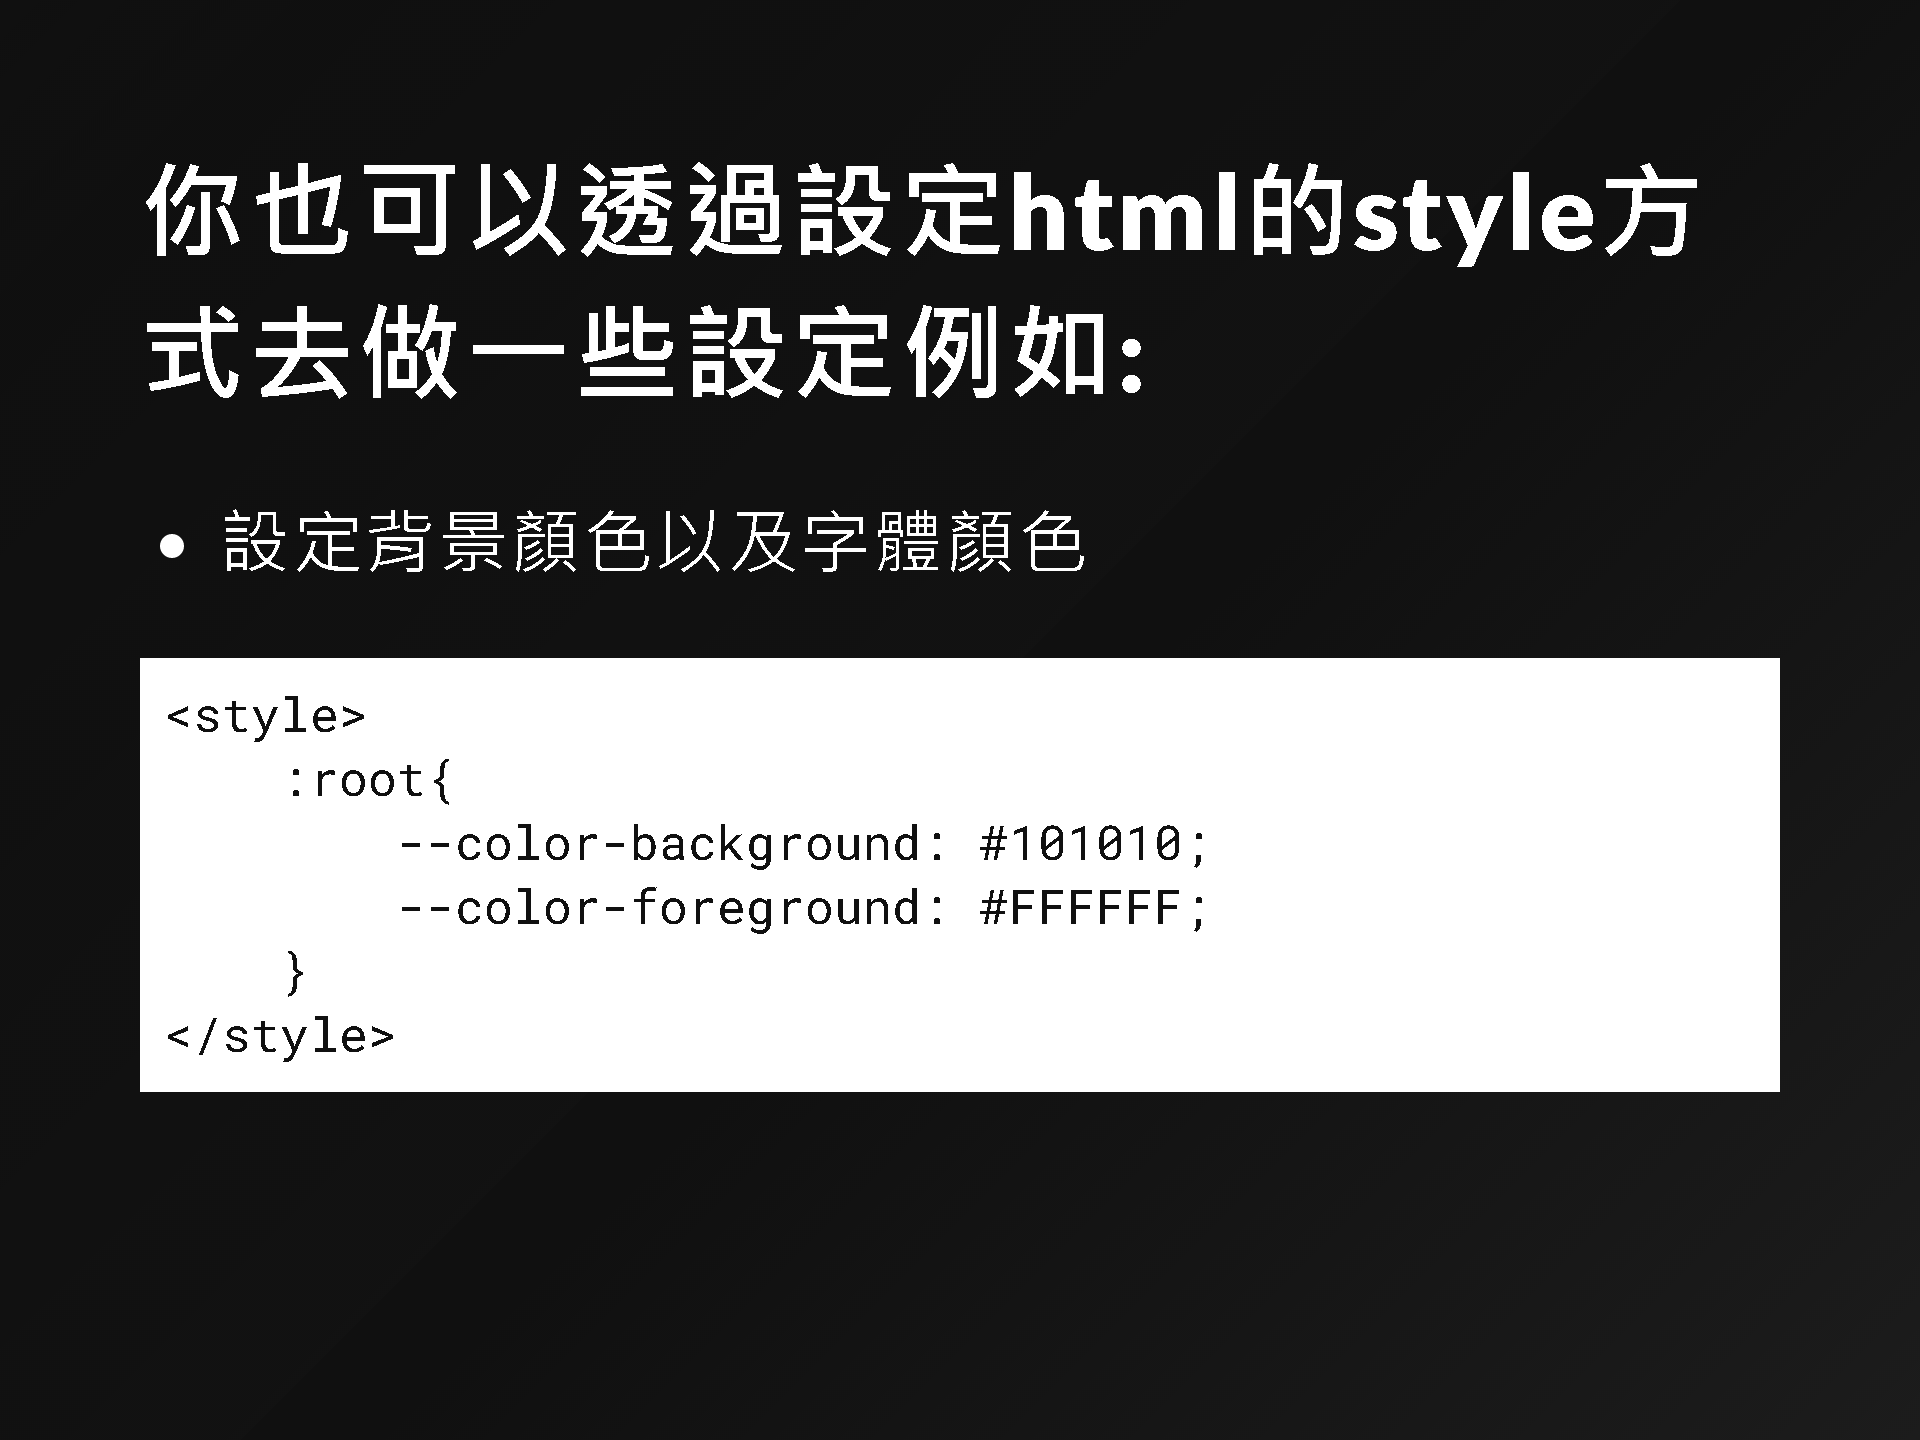 你也可以透過設定html的style方
式去做一些設定例如:
• 設定背景顏色以及字體顏色
<style>
    :root{
        --color-background: #101010;
        --color-foreground: #FFFFFF;
    }
</style>